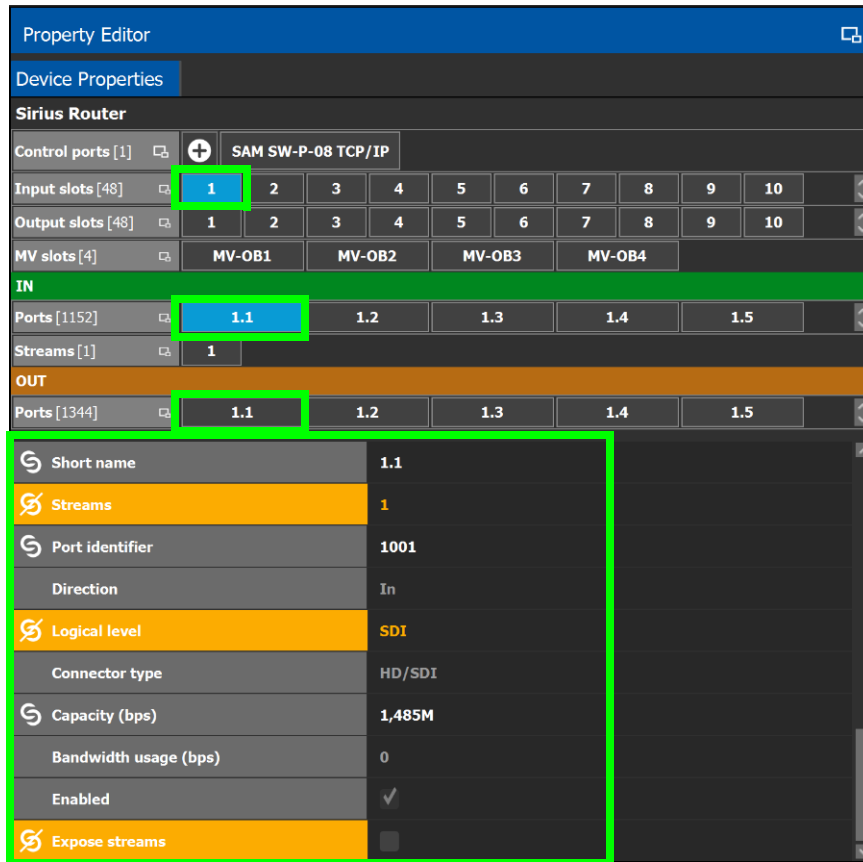 Property Editor
Device Properties
Sirius Router
Control ports [1] SAM SW-P-08 TCP/IP
Input slots [48] 1 2 3 4 5 6 7 8 9 10
Output slots [48] 1 2 3 4 5 6 7 8 9 10
MV slots [4] MV-OB1 MV-OB2 MV-OB3 MV-OB4
IN
Ports [1152] 1.1 1.2 1.3 1.4 1.5
Streams [1] 1
OUT
Ports [1344] 1.1 1.2 1.3 1.4 1.5
Short name 1.1
Streams 1
Port identifier 1001
Direction In
Logical level SDI
Connector type HD/SDI
Capacity (bps) 1,485M
Bandwidth usage (bps) 0
Enabled
Expose streams